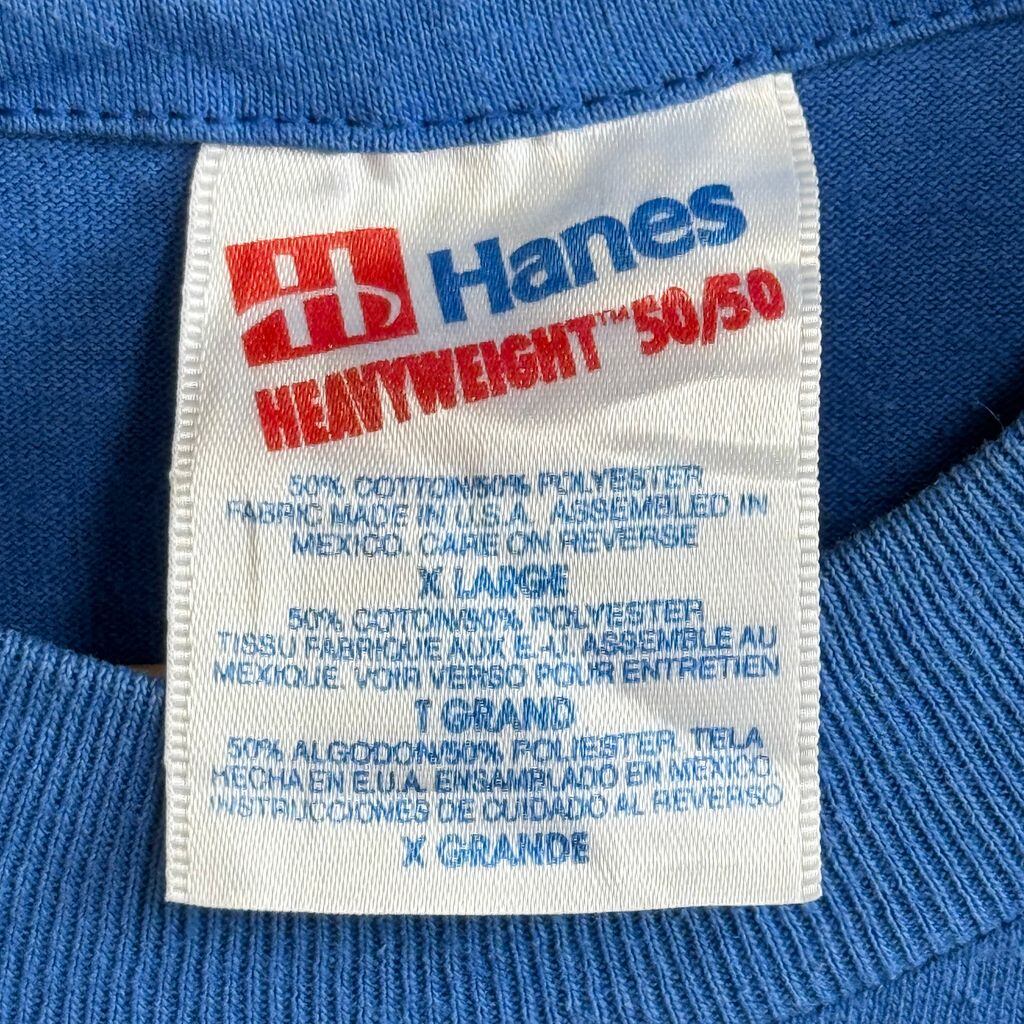 H Hanes
HEAVYWEIGHT™ 50/50
50% COTTON/50% POLYESTER
FABRIC MADE IN U.S.A. ASSEMBLED IN
MEXICO. CARE ON REVERSE
X LARGE
50% COTTON/50% POLYESTER
TISSU FABRIQUE AUX E.-U. ASSEMBLE AU
MEXIQUE. VOIR VERSO POUR ENTRETIEN
T GRAND
50% ALGODON/50% POLIESTER. TELA
HECHA EN E.U.A. ENSAMPLADO EN MEXICO.
INSTRUCCIONES DE CUIDADO AL REVERSO
X GRANDE